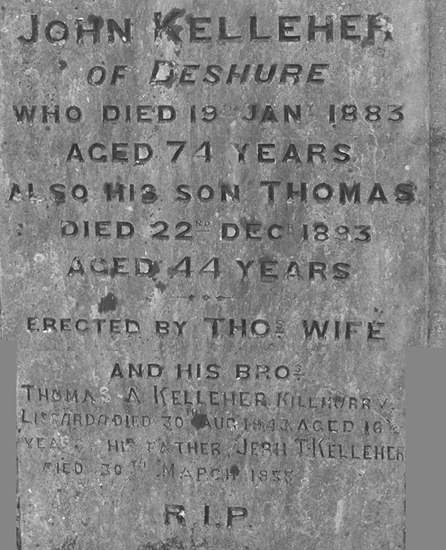 JOHN KELLEHER
OF DESHURE
WHO DIED 19TH JANY 1883
AGED 74 YEARS
ALSO HIS SON THOMAS
DIED 22ND DEC 1893
AGED 44 YEARS
ERECTED BY THOS WIFE
AND HIS BROS
THOMAS A KELLEHER KILLMURRY
DIED 30TH AUG AGED 16½
YEARS HIS FATHER JERH T. KELLEHER
DIED 30TH MARCH 1955
R.I.P